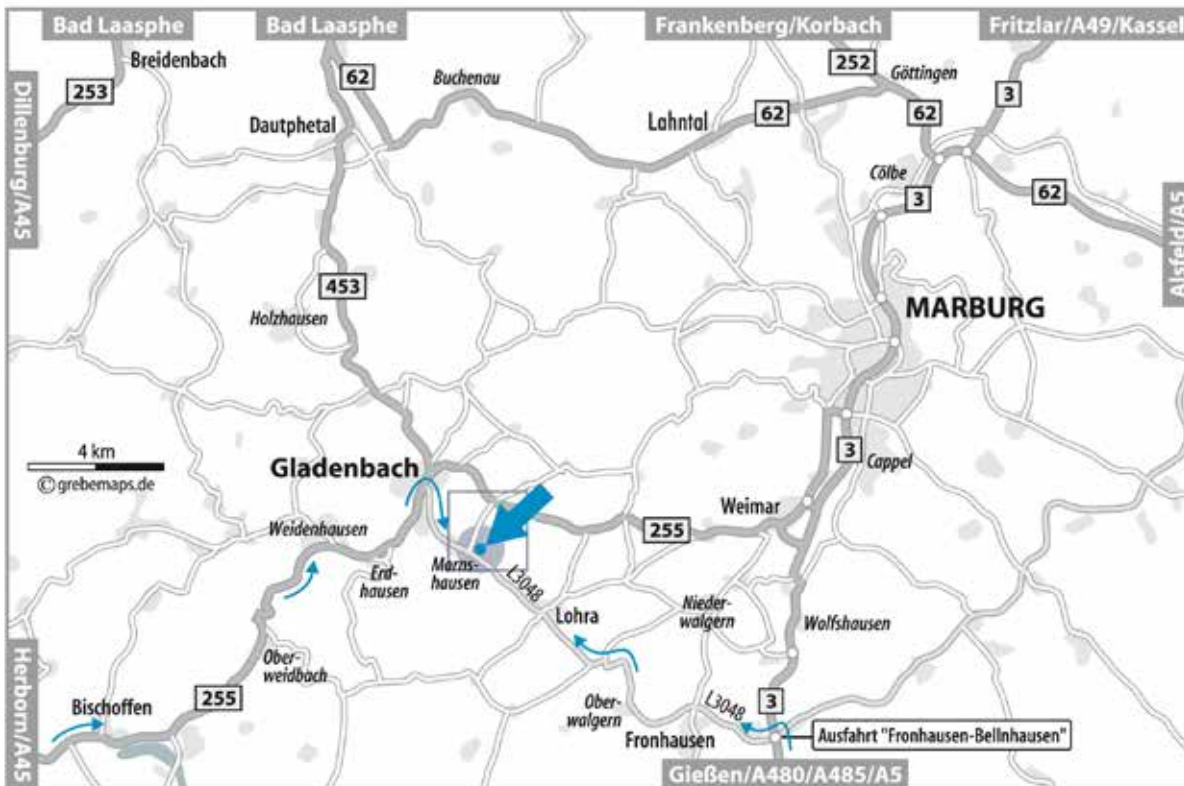 Bad Laasphe
Bad Laasphe
Frankenberg/Korbach
Fritzlar/A49/Kassel
Breidenbach
253
62
Buchenau
252
Göttingen
3
Dillenburg/A45
Dautphetal
Lahntal
62
62
Cölbe
3
62
Alsfeld/A5
453
Holzhausen
MARBURG
4 km
© grebemaps.de
Gladenbach
3
Cappel
Weidenhausen
Weimar
255
Erd-
hausen
Morns-
hausen
L3048
Lohra
Nieder-
walgern
Wolfshausen
Herborn/A45
Ober-
weidbach
Bischoffen
255
Ober-
walgern
L3048
3
Fronhausen
Ausfahrt "Fronhausen-Bellnhausen"
Gießen/A480/A485/A5